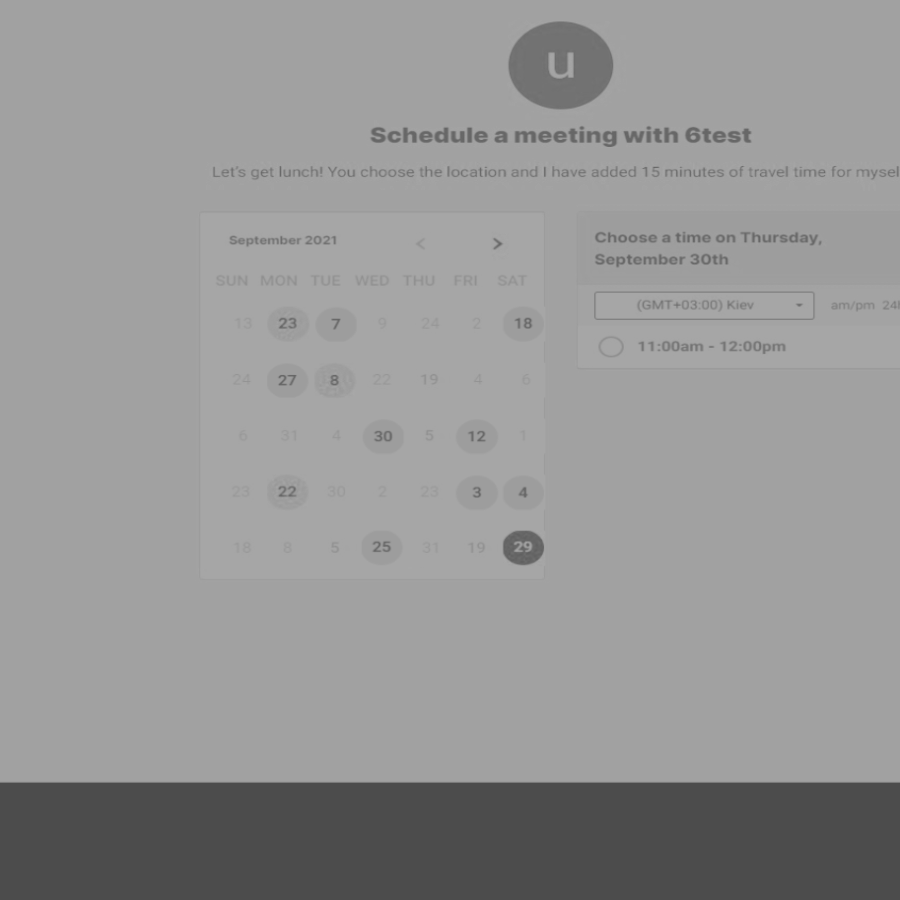 u
Schedule a meeting with 6test
Let's get lunch! You choose the location and I have added 15 minutes of travel time for
September 2021
Choose a time on Thursday,
September 30th
SUN MON TUE WED THU FRI SAT
(GMT+03:00) Kiev am/pm
13 23 7 9 24 2 18
11:00am - 12:00pm
24 27 8 22 19 4 6
6 31 4 30 5 12 1
23 22 30 2 23 3 4
18 8 5 25 31 19 29